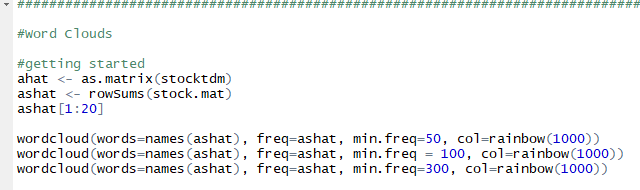 ################################################################################
#Word Clouds
#getting started
ahat <- as.matrix(stocktdm)
ashat <- rowSums(stock.mat)
ashat[1:20]
wordcloud(words=names(ashat), freq=ashat, min.freq=50, col=rainbow(1000))
wordcloud(words=names(ashat), freq=ashat, min.freq = 100, col=rainbow(1000))
wordcloud(words=names(ashat), freq=ashat, min.freq=300, col=rainbow(1000))